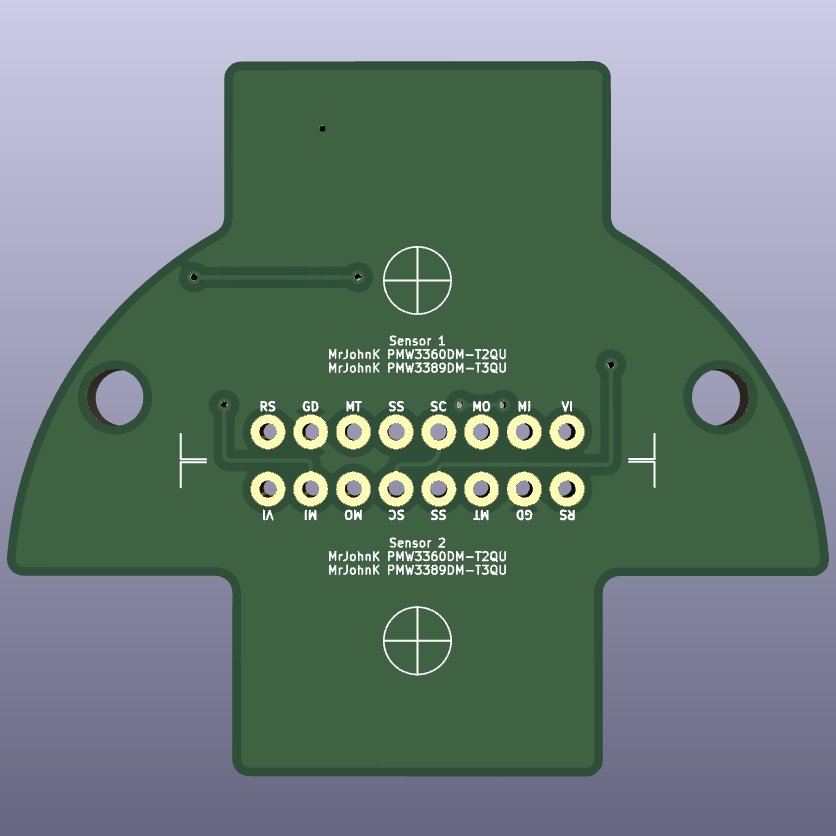 Sensor 1
MrJohnK PMW3360DM-T2QU
MrJohnK PMW3389DM-T3QU
RS GD MT SS SC MO MI VI
VI MI MO SC SS MT GD RS
Sensor 2
MrJohnK PMW3360DM-T2QU
MrJohnK PMW3389DM-T3QU